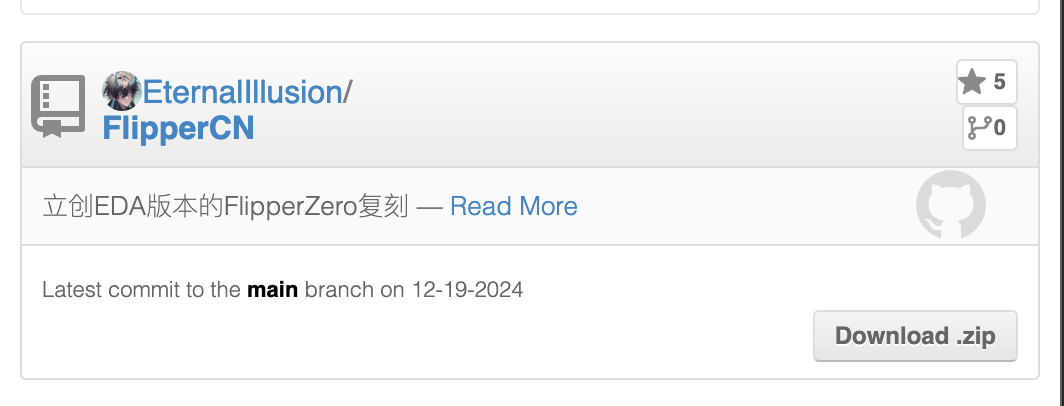 EternalIllusion/
FlipperCN
5
0
立创EDA版本的FlipperZero复刻 — Read More
Latest commit to the main branch on 12-19-2024
Download .zip